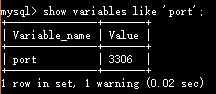 mysql> show variables like 'port';
+---------------+-------+
| Variable_name | Value |
+---------------+-------+
| port          | 3306  |
+---------------+-------+
1 row in set, 1 warning (0.02 sec)